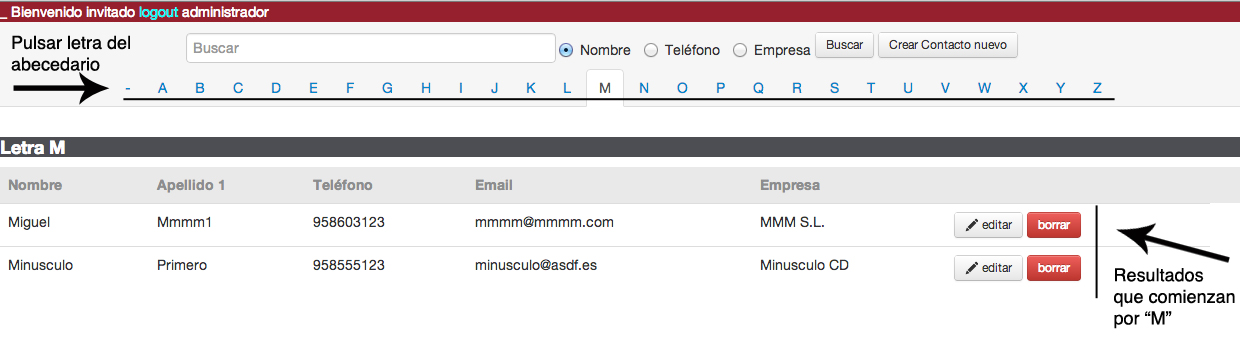 _ Bienvenido invitado logout administrador
Pulsar letra del
abecedario
Buscar
Nombre Teléfono Empresa Buscar Crear Contacto nuevo
- A B C D E F G H I J K L M N O P Q R S T U V W X Y Z
Letra M
Nombre Apellido 1 Teléfono Email Empresa
Miguel Mmmm1 958603123 mmmm@mmmm.com MMM S.L. editar borrar
Minusculo Primero 958555123 minusculo@asdf.es Minusculo CD editar borrar
Resultados
que comienzan
por “M”